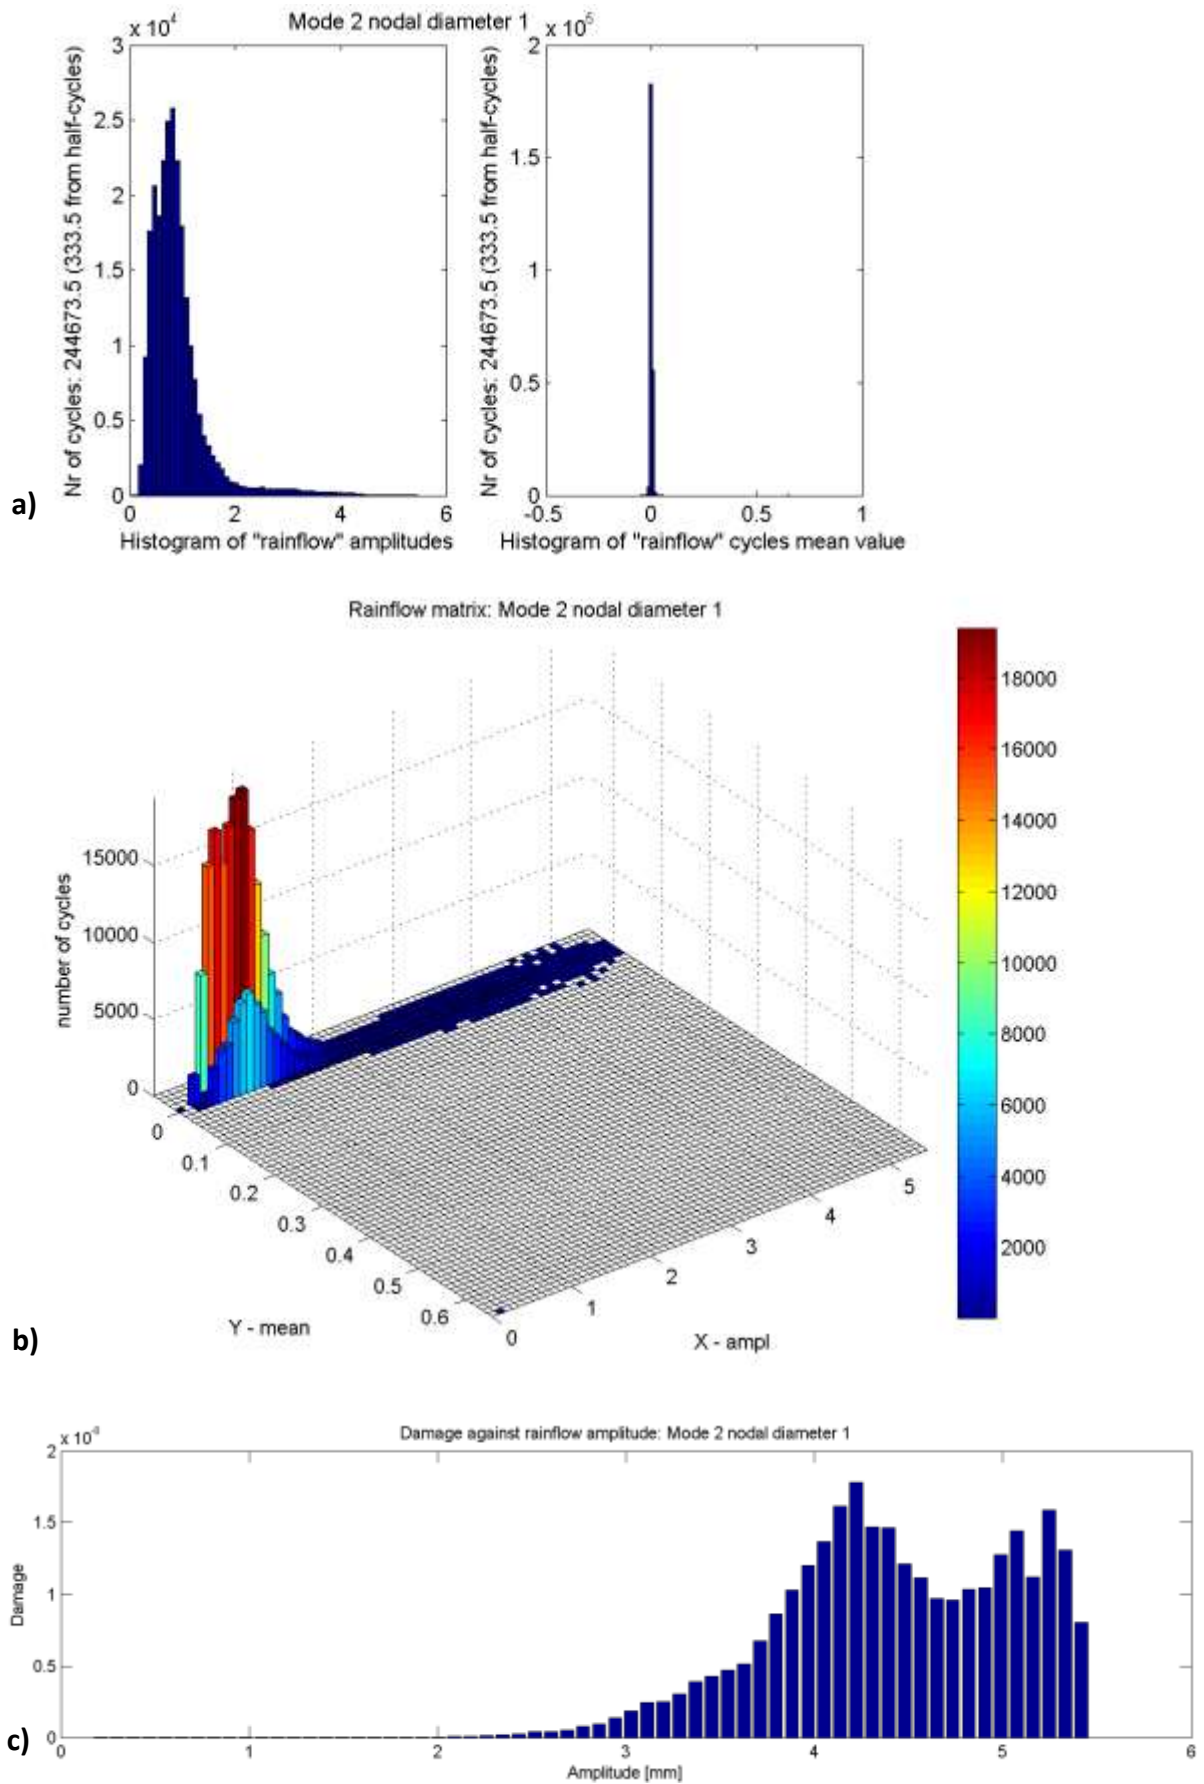 Mode 2 nodal diameter 1
x 10^4
3
2.5
2
1.5
1
0.5
0
0 2 4 6
Nr of cycles: 244673.5 (333.5 from half-cycles)
Histogram of "rainflow" amplitudes
x 10^5
2
1.5
1
0.5
0
-0.5 0 0.5 1
Nr of cycles: 244673.5 (333.5 from half-cycles)
Histogram of "rainflow" cycles mean value
a)
Rainflow matrix: Mode 2 nodal diameter 1
15000
10000
5000
0
number of cycles
0
0.1
0.2
0.3
0.4
0.5
0.6
Y - mean
0
1
2
3
4
5
X - ampl
18000
16000
14000
12000
10000
8000
6000
4000
2000
b)
Damage against rainflow amplitude: Mode 2 nodal diameter 1
2
1.5
1
0.5
0
Damage
0 1 2 3 4 5 6
Amplitude [mm]
c)